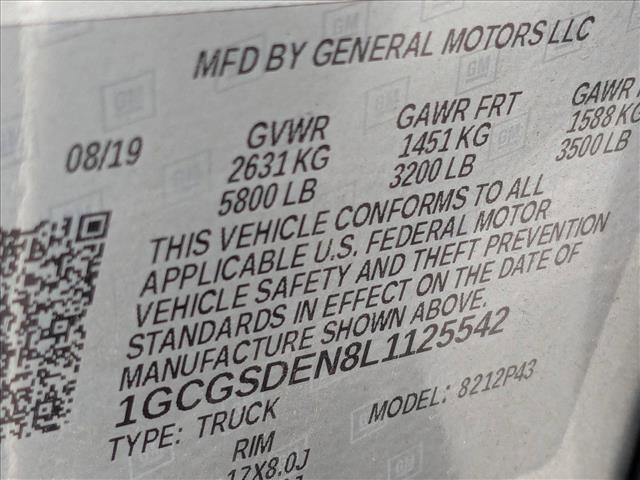 MFD BY GENERAL MOTORS LLC
08/19 GVWR GAWR FRT GAWR
2631 KG 1451 KG 1588 KG
5800 LB 3200 LB 3500 LB
THIS VEHICLE CONFORMS TO ALL
APPLICABLE U.S. FEDERAL MOTOR
VEHICLE SAFETY AND THEFT PREVENTION
STANDARDS IN EFFECT ON THE DATE OF
MANUFACTURE SHOWN ABOVE.
1GCGSDEN8L1125542
TYPE: TRUCK MODEL: 8212P43
RIM
17X8.0J